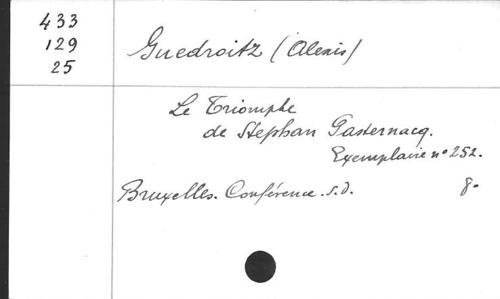 433
129
25
Guedroitz (Alexis)
Le Triomphe
de Stephan Pasternacq.
Exemplaire n° 252.
Bruxelles. Conférence. s.d. 8°